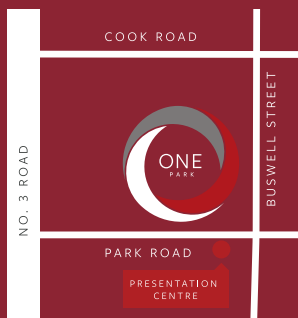 COOK ROAD
NO. 3 ROAD
ONE
PARK
BUSWELL STREET
PARK ROAD
PRESENTATION
CENTRE